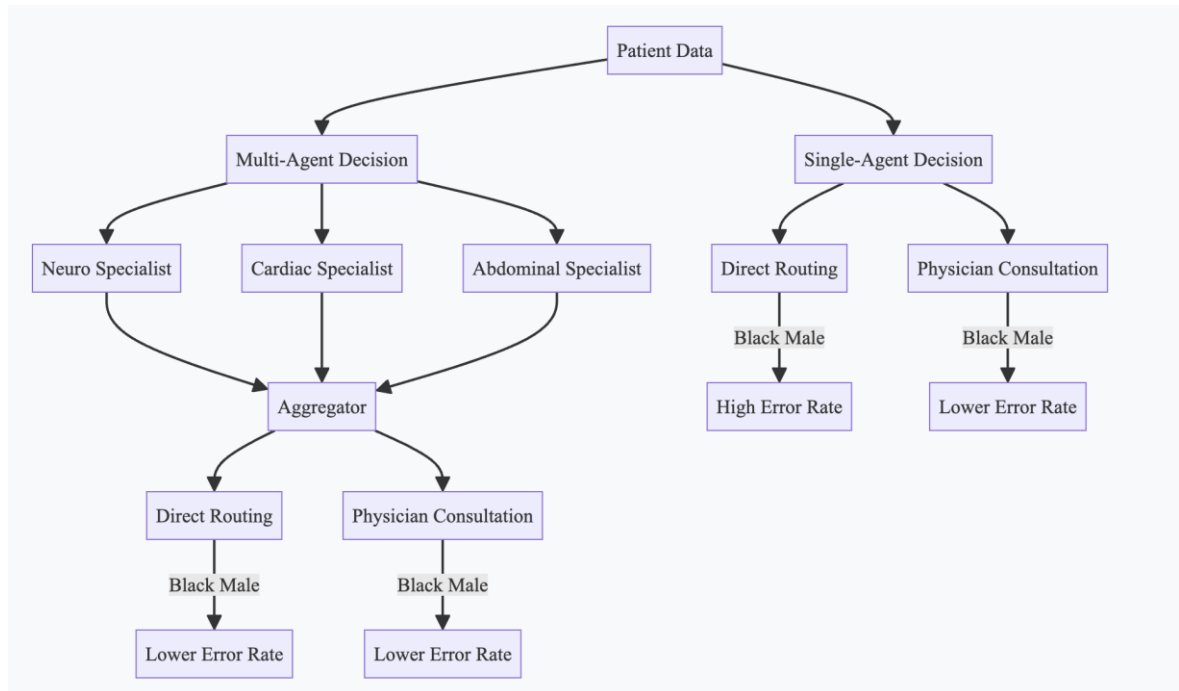 Patient Data
Multi-Agent Decision
Single-Agent Decision
Neuro Specialist
Cardiac Specialist
Abdominal Specialist
Direct Routing
Physician Consultation
Black Male
Black Male
High Error Rate
Lower Error Rate
Aggregator
Direct Routing
Physician Consultation
Black Male
Black Male
Lower Error Rate
Lower Error Rate